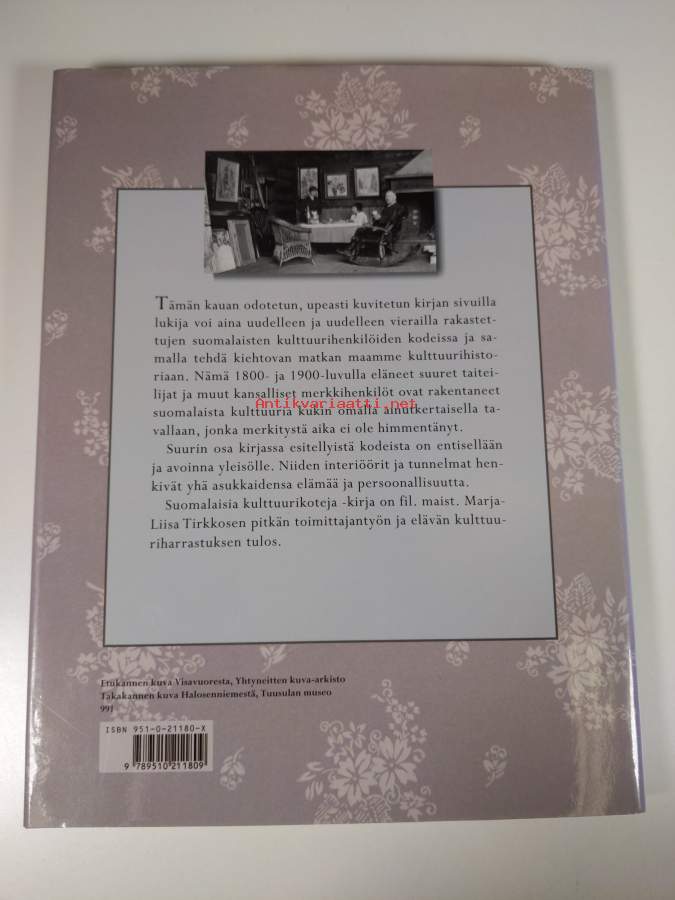 Tämän kauan odotetun, upeasti kuvitetun kirjan sivuilla
lukija voi aina uudelleen ja uudelleen vierailla rakastet-
tujen suomalaisten kulttuurihenkilöiden kodeissa ja sa-
malla tehdä kiehtovan matkan maamme kulttuurihisto-
riaan. Nämä 1800- ja 1900-luvulla eläneet suuret taitei-
lijat ja muut kansalliset merkkihenkilöt ovat rakentaneet
Antikvariaatti.net
suomalaista kulttuuria kukin omalla ainutkertaisella ta-
vallaan, jonka merkitystä aika ei ole himmentänyt.
Suurin osa kirjassa esitellyistä kodeista on entisellään
ja avoinna yleisölle. Niiden interiöörit ja tunnelmat hen-
kivät yhä asukkaidensa elämää ja persoonallisuutta.
Suomalaisia kulttuurikoteja -kirja on fil. maist. Marja-
Liisa Tirkkosen pitkän toimittajantyön ja elävän kulttuu-
riharrastuksen tulos.
Etukannen kuva Visavuoresta, Yhtyneitten kuva-arkisto
Takakannen kuva Halosenniemestä, Tuusulan museo
991
ISBN 951-0-21180-X
9 789510 211809